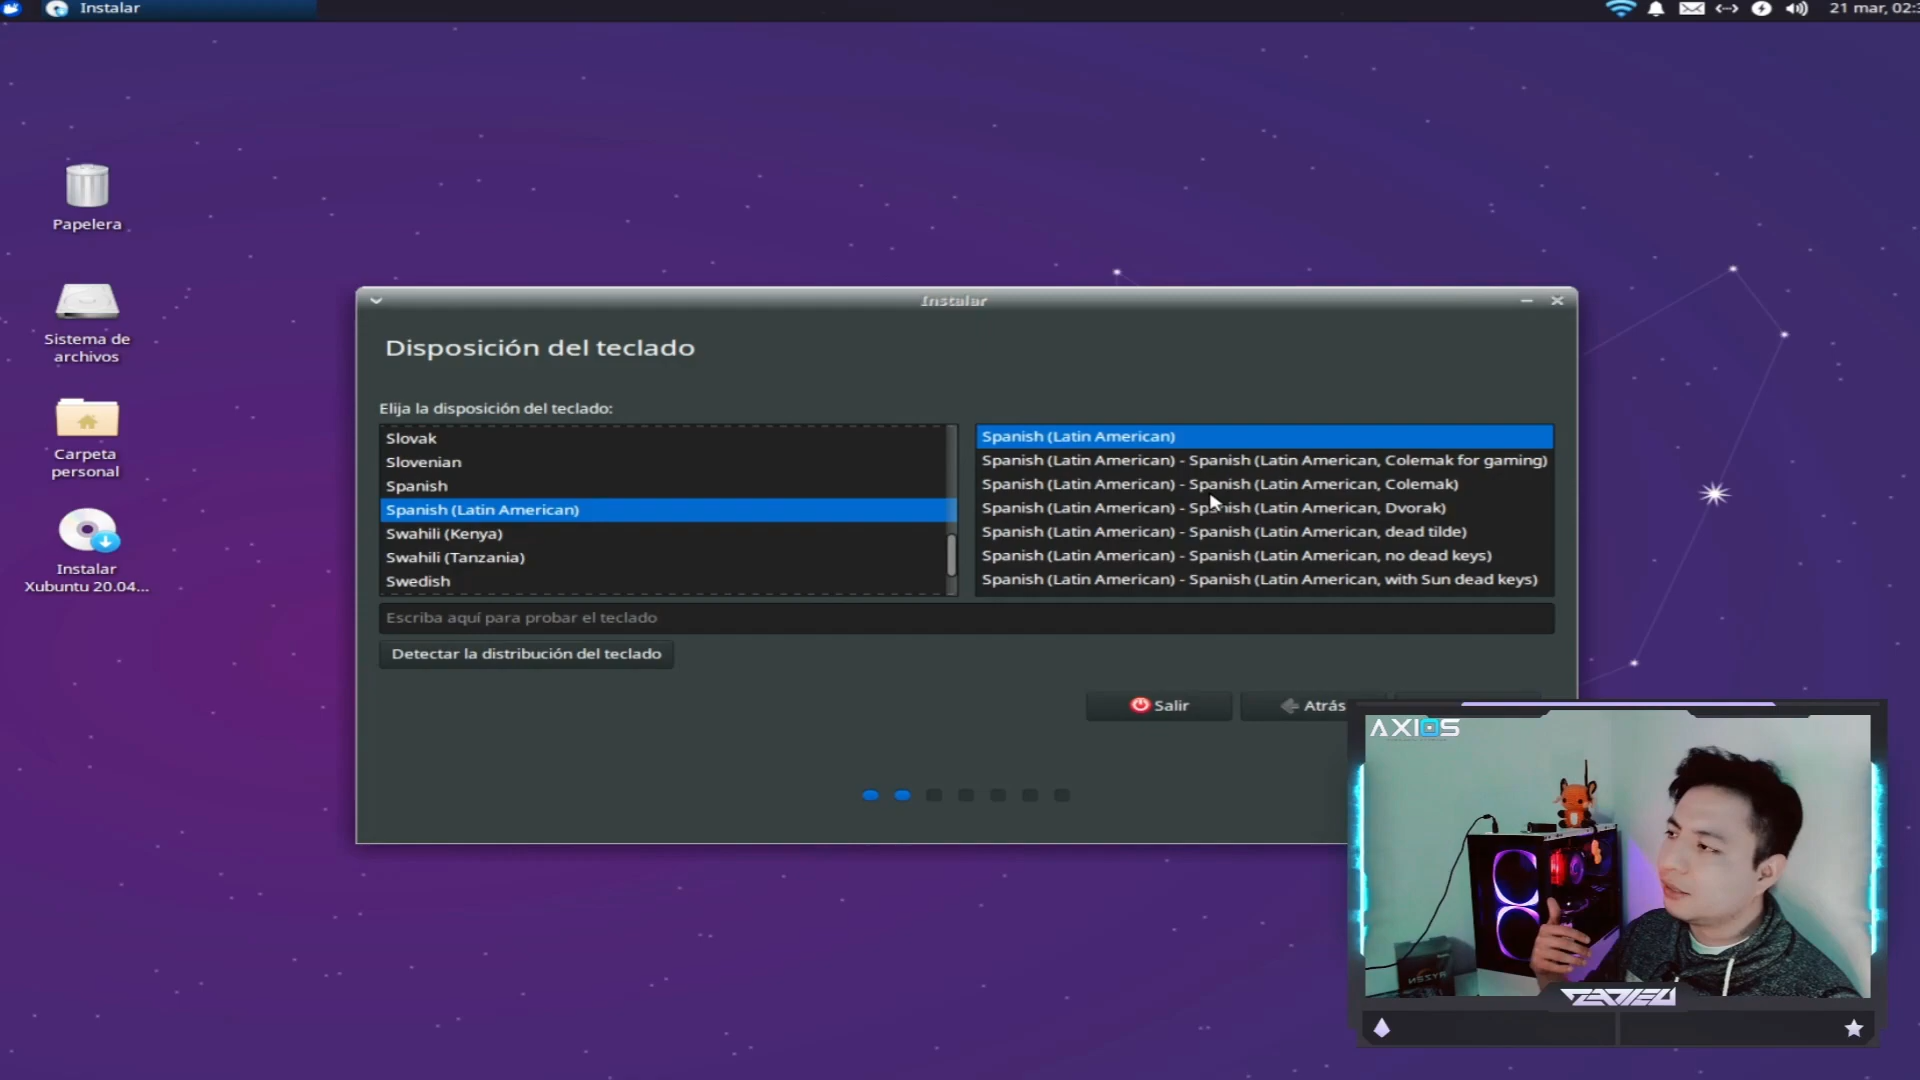 Instalar
21 mar, 02:3
Papelera
Sistema de
archivos
Carpeta
personal
Instalar
Xubuntu 20.04...
Instalar
Disposición del teclado
Elija la disposición del teclado:
Slovak
Slovenian
Spanish
Spanish (Latin American)
Swahili (Kenya)
Swahili (Tanzania)
Swedish
Spanish (Latin American)
Spanish (Latin American) - Spanish (Latin American, Colemak for gaming)
Spanish (Latin American) - Spanish (Latin American, Colemak)
Spanish (Latin American) - Spanish (Latin American, Dvorak)
Spanish (Latin American) - Spanish (Latin American, dead tilde)
Spanish (Latin American) - Spanish (Latin American, no dead keys)
Spanish (Latin American) - Spanish (Latin American, with Sun dead keys)
Escriba aquí para probar el teclado
Detectar la distribución del teclado
Salir
Atrás
AXIOS
RYZEN